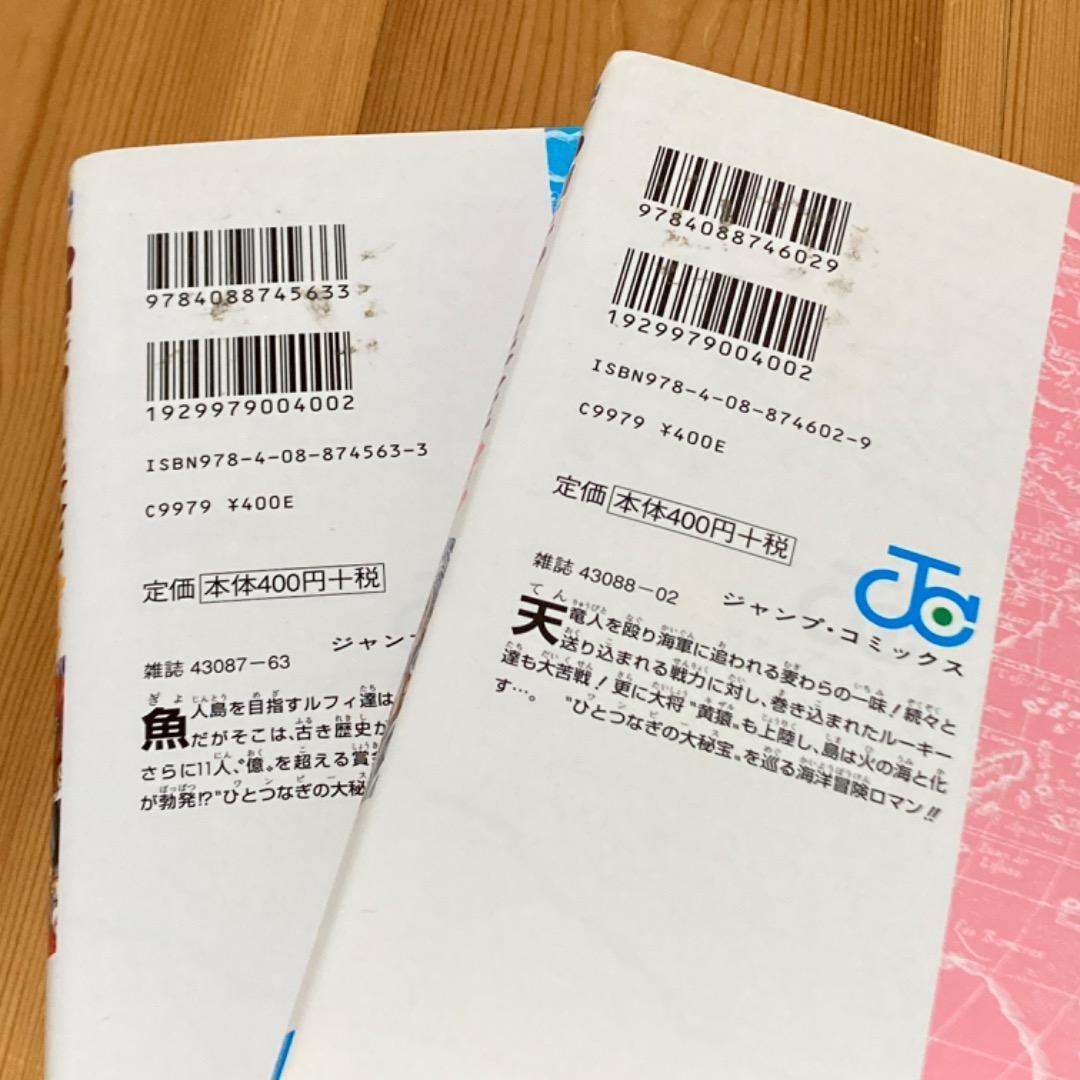 9784088745633
1929979004002
ISBN978-4-08-874563-3
C9979 ¥400E
定価 本体400円+税
雑誌 43087-63
ジャンプ
魚人島を目指すルフィ達は
だがそこは、古き歴史が
さらに11人、“億”を超える賞金
が勃発!?“ひとつなぎの大秘
9784088746029
1929979004002
ISBN978-4-08-874602-9
C9979 ¥400E
定価 本体400円+税
雑誌 43088-02
ジャンプ・コミックス
JC
天竜人を殴り海軍に追われる麦わらの一味!続々と
送り込まれる戦力に対し、巻き込まれたルーキー
達も大苦戦!更に大将“黄猿”も上陸し、島は火の海と化
す…。“ひとつなぎの大秘宝”を巡る海洋冒険ロマン!!